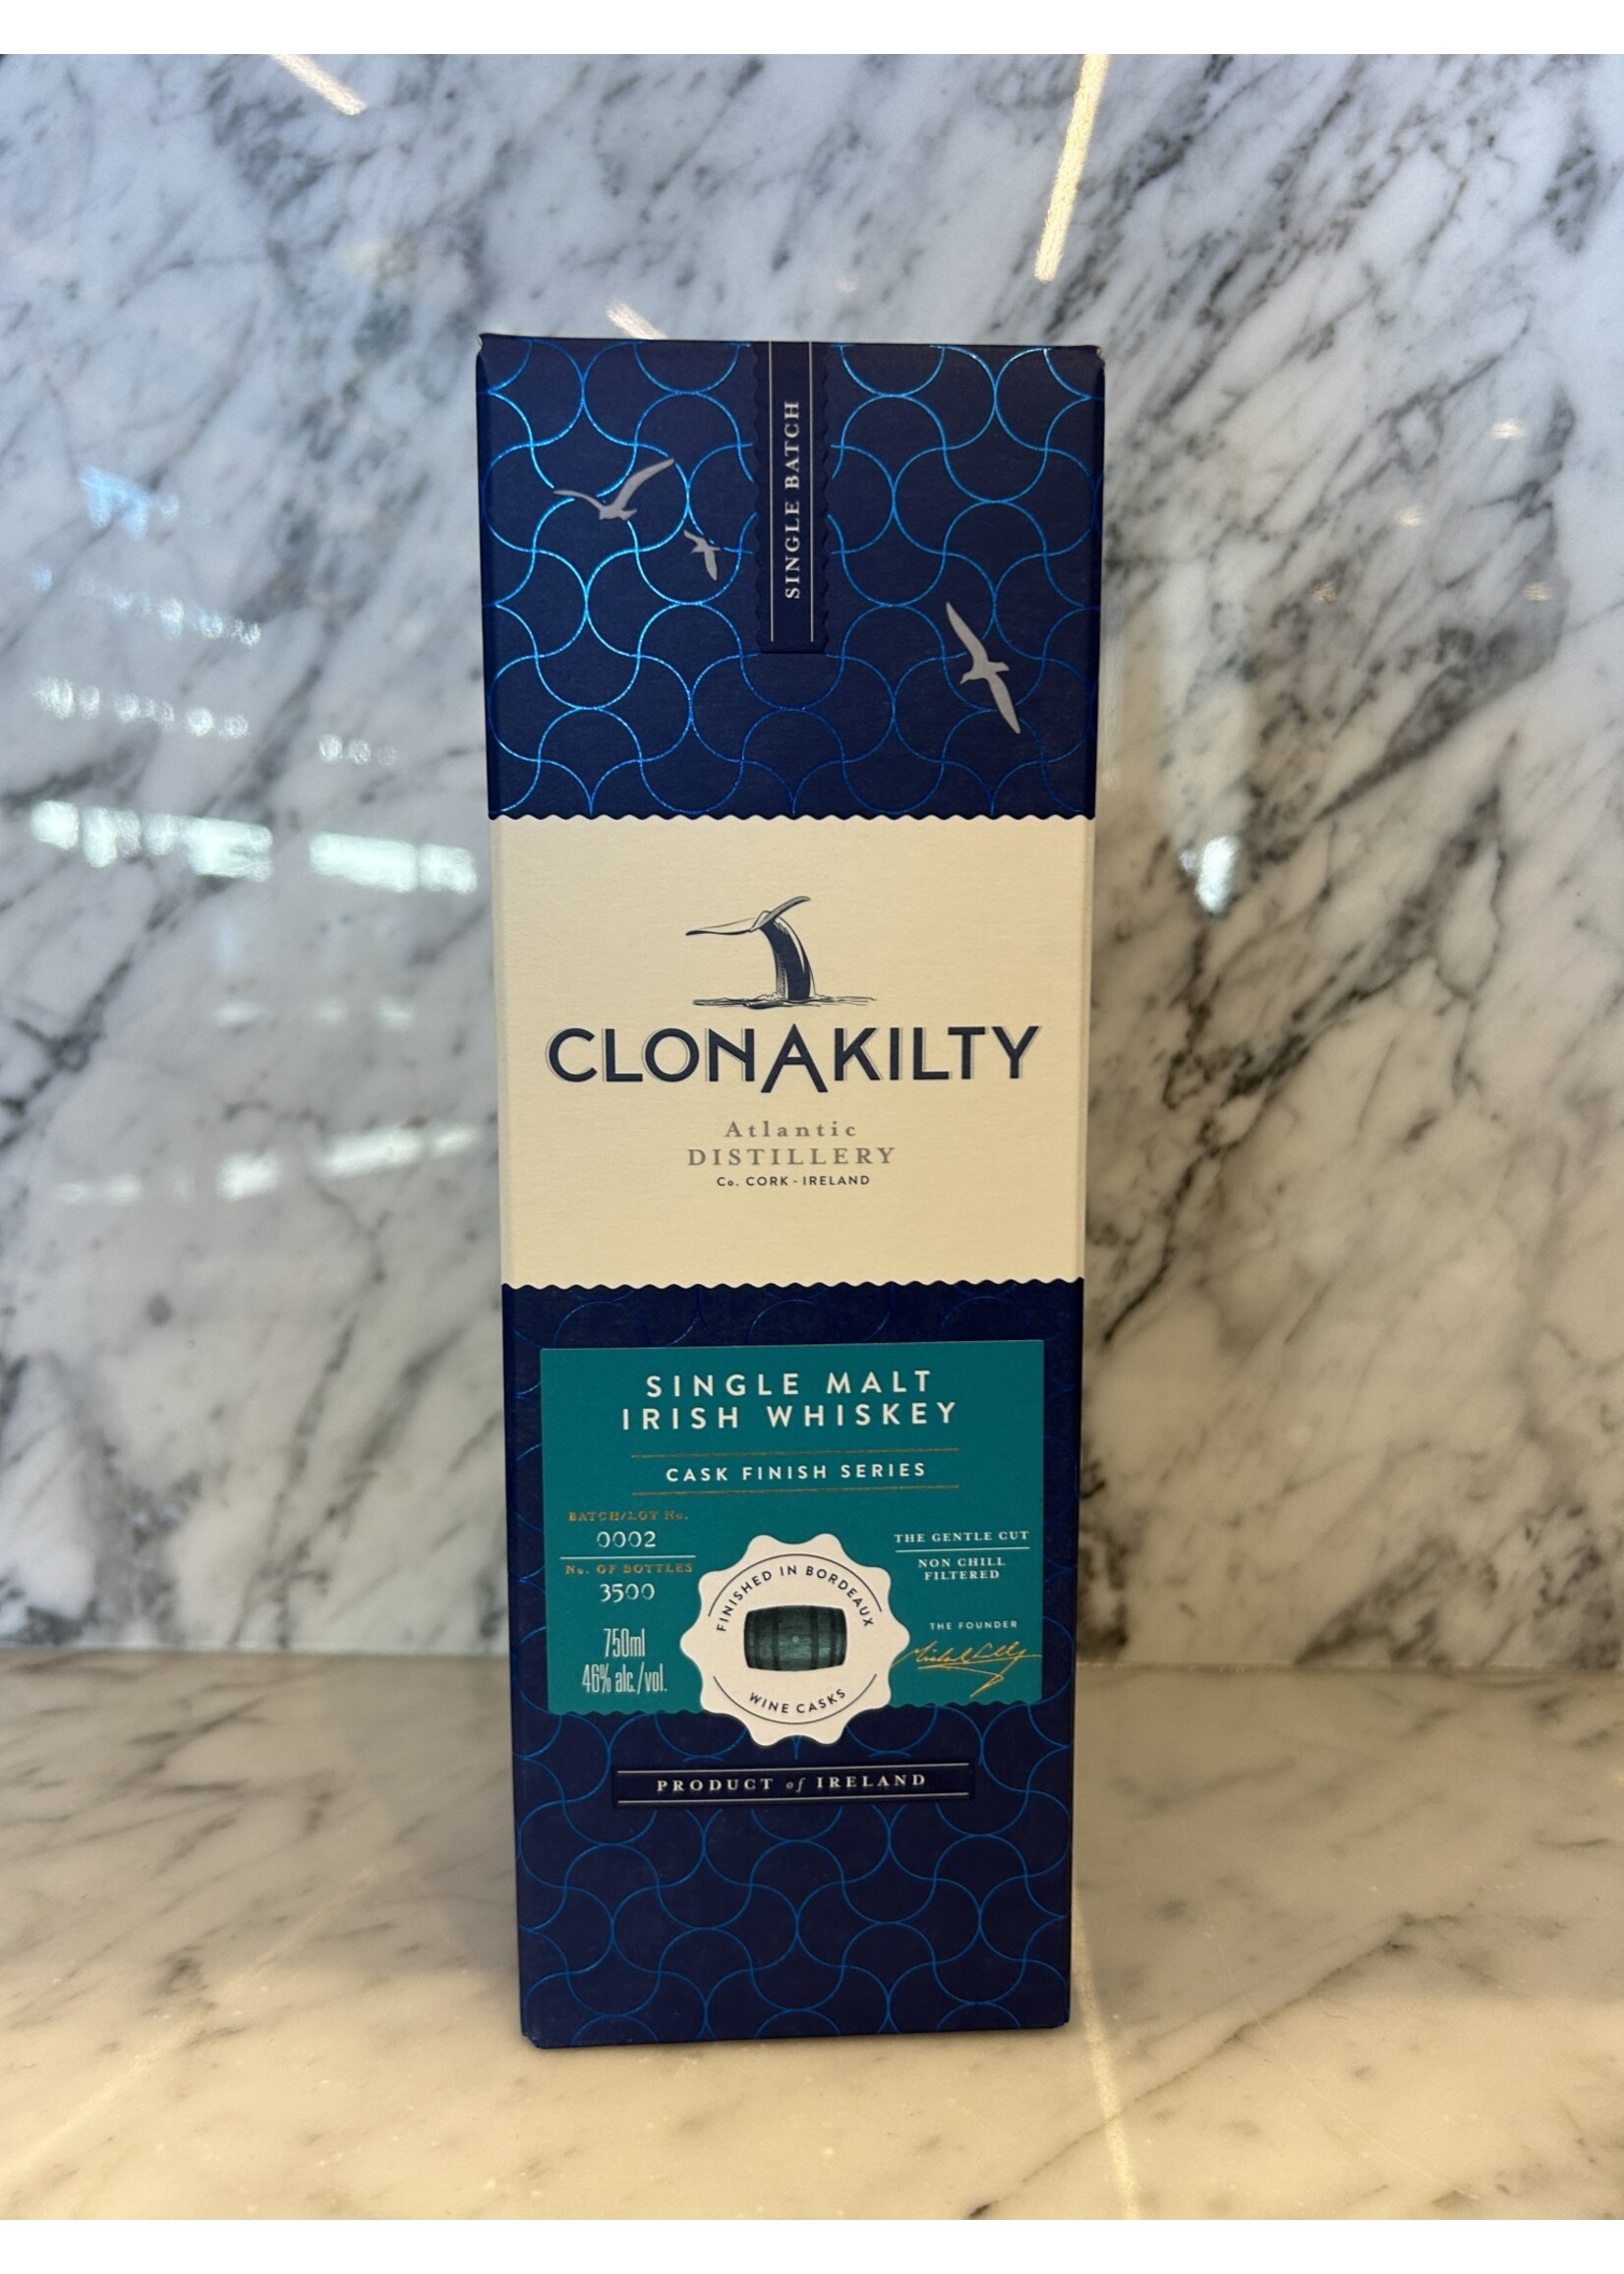 SINGLE BATCH
CLONAKILTY
Atlantic
DISTILLERY
Co. CORK - IRELAND
SINGLE MALT
IRISH WHISKEY
CASK FINISH SERIES
BATCH/LOT No.
0002
No. OF BOTTLES
3500
750ml
46% alc./vol.
THE GENTLE CUT
NON CHILL
FILTERED
THE FOUNDER
FINISHED IN BORDEAUX
WINE CASKS
PRODUCT of IRELAND